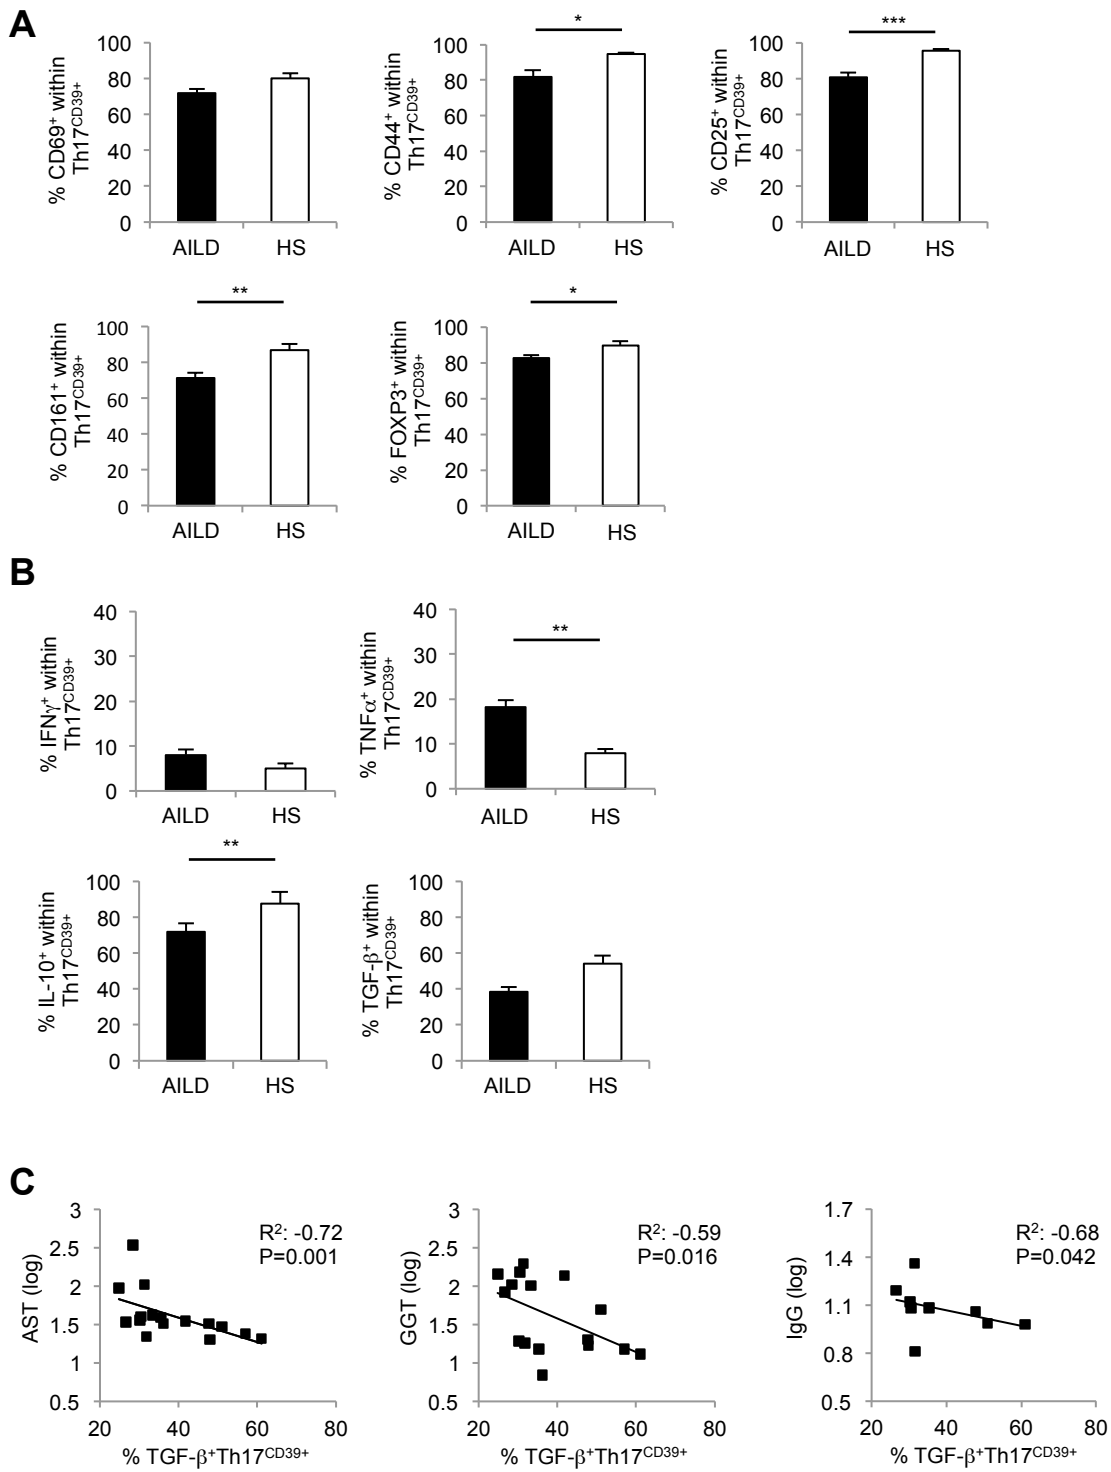 A
% CD69+ within
Th17CD39+
100
80
60
40
20
0
AILD HS
*
% CD44+ within
Th17CD39+
100
80
60
40
20
0
AILD HS
***
% CD25+ within
Th17CD39+
100
80
60
40
20
0
AILD HS
**
% CD161+ within
Th17CD39+
100
80
60
40
20
0
AILD HS
*
% FOXP3+ within
Th17CD39+
100
80
60
40
20
0
AILD HS
B
% IFNγ+ within
Th17CD39+
40
30
20
10
0
AILD HS
**
% TNFα+ within
Th17CD39+
40
30
20
10
0
AILD HS
**
% IL-10+ within
Th17CD39+
100
80
60
40
20
0
AILD HS
% TGF-β+ within
Th17CD39+
100
80
60
40
20
0
AILD HS
C
AST (log)
3
2.5
2
1.5
1
0.5
R²: -0.72
P=0.001
20 40 60 80
% TGF-β+Th17CD39+
GGT (log)
3
2.5
2
1.5
1
0.5
R²: -0.59
P=0.016
20 40 60 80
% TGF-β+Th17CD39+
IgG (log)
1.7
1.4
1.1
0.8
0.5
R²: -0.68
P=0.042
20 40 60 80
% TGF-β+Th17CD39+